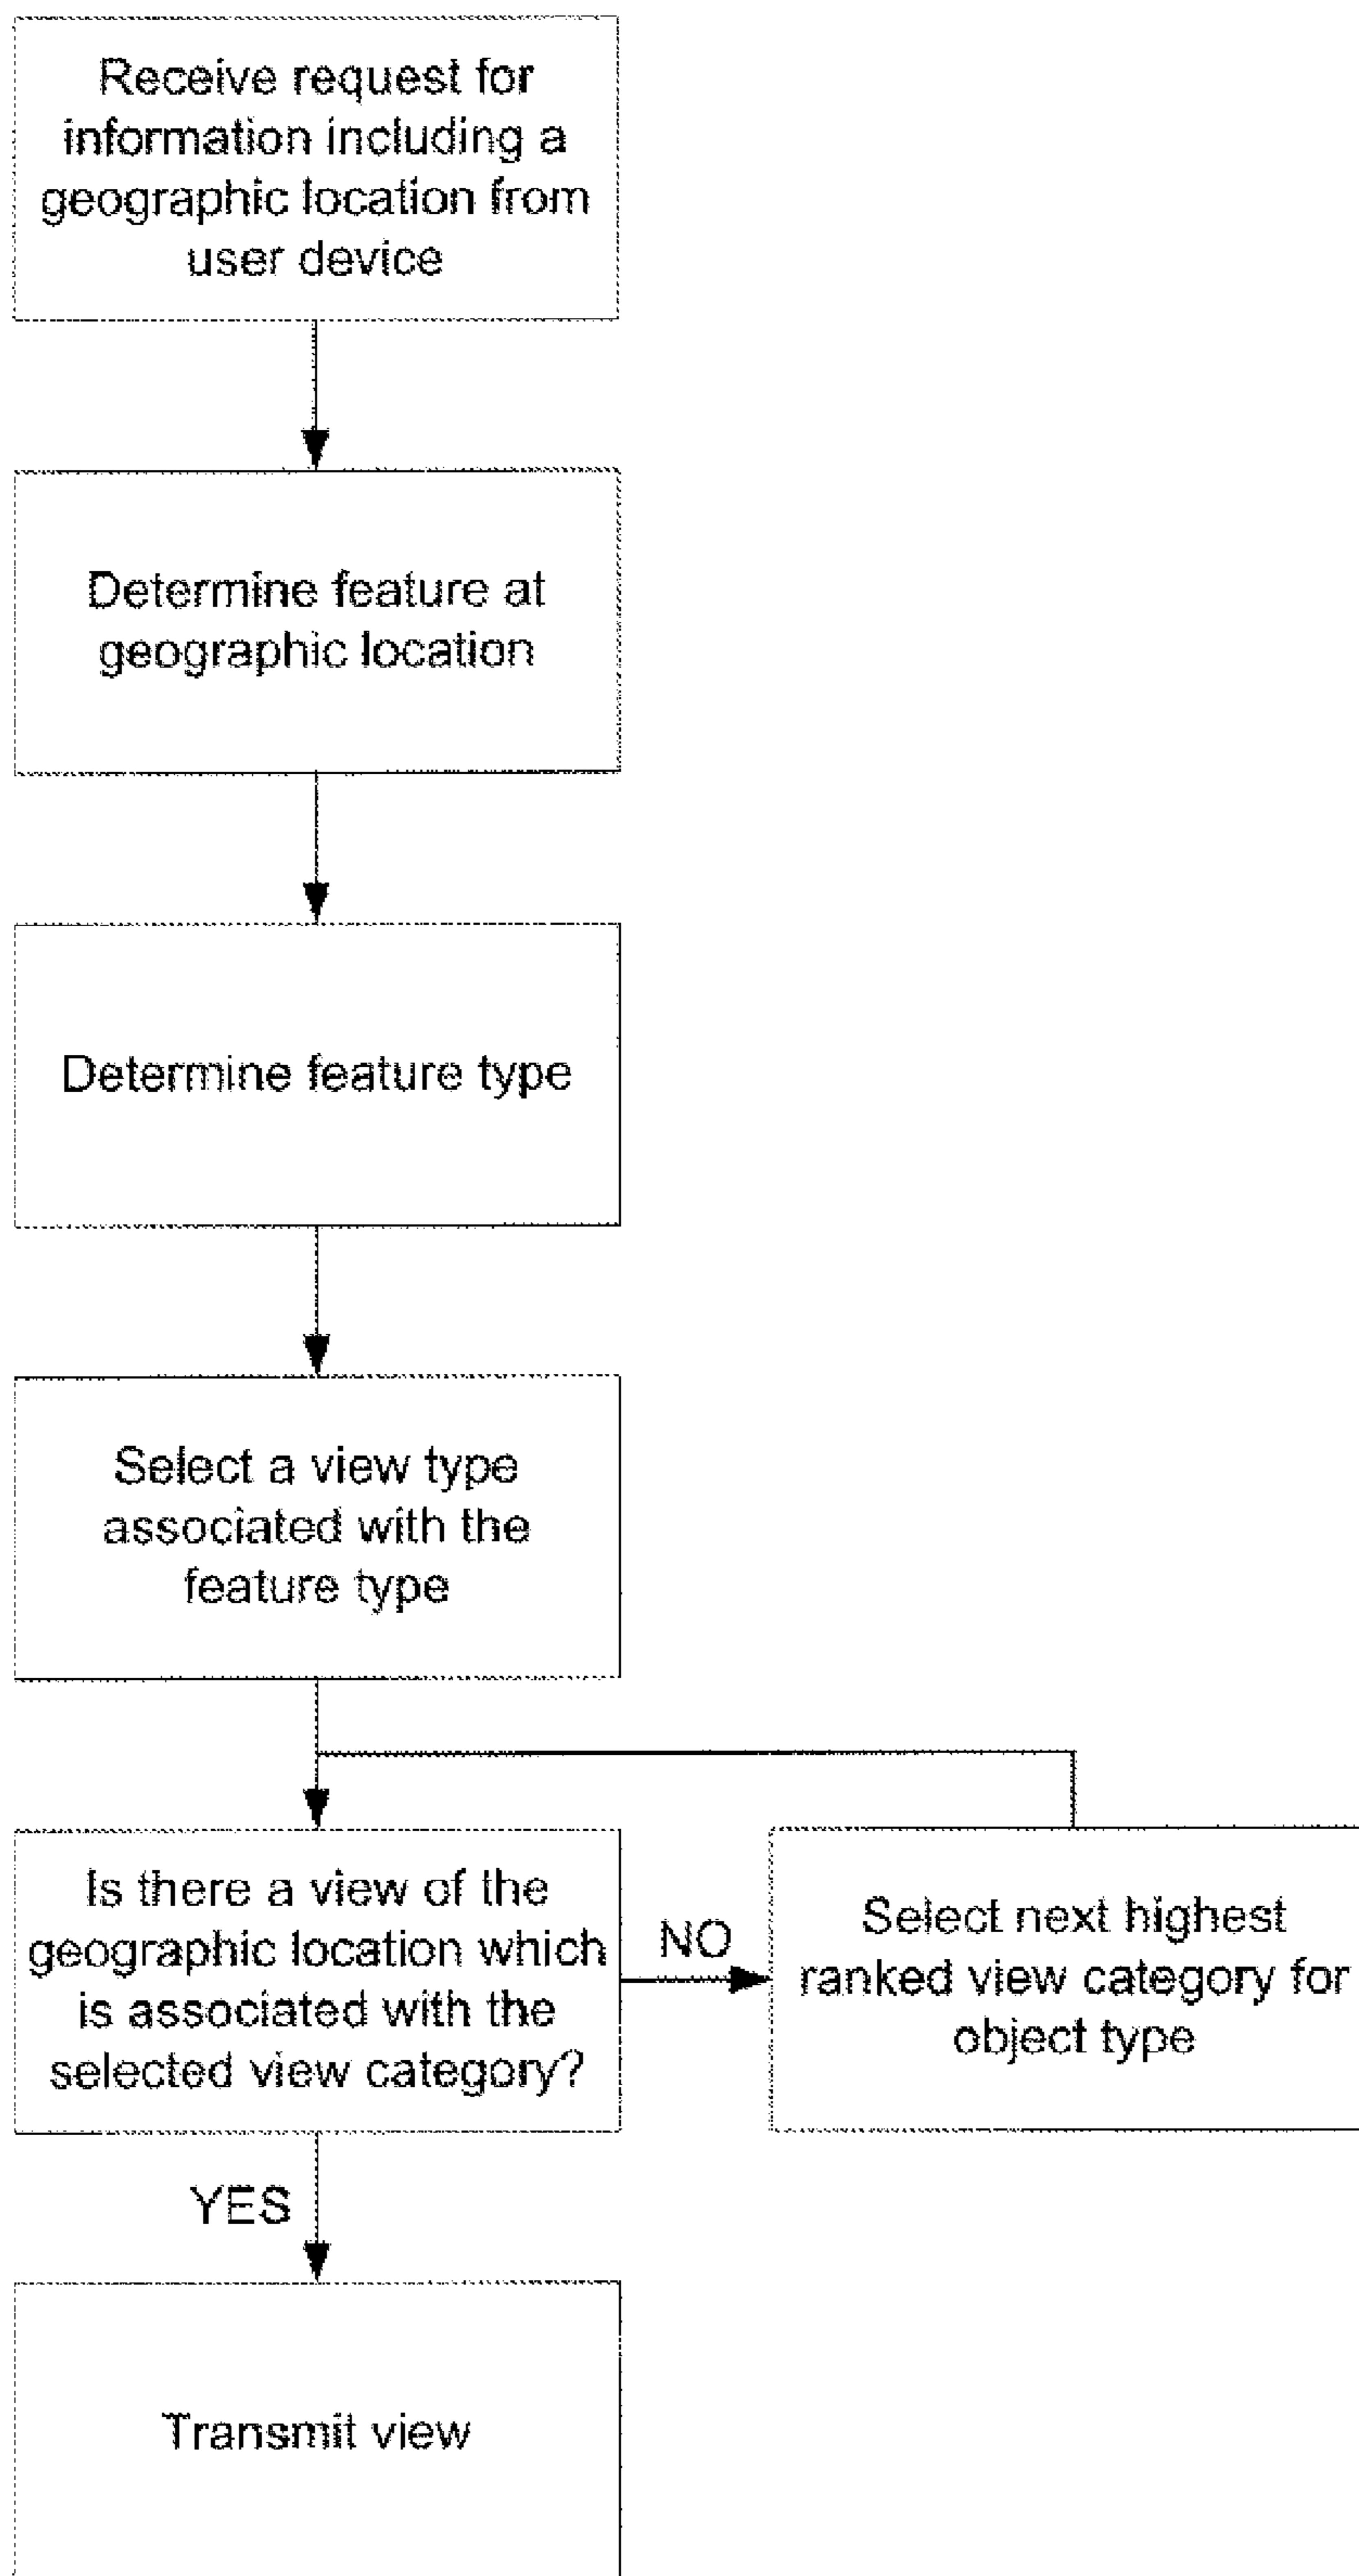 Receive request for
information including a
geographic location from
user device
Determine feature at
geographic location
Determine feature type
Select a view type
associated with the
feature type
Is there a view of the
geographic location which
is associated with the
selected view category?
NO
Select next highest
ranked view category for
object type
YES
Transmit view